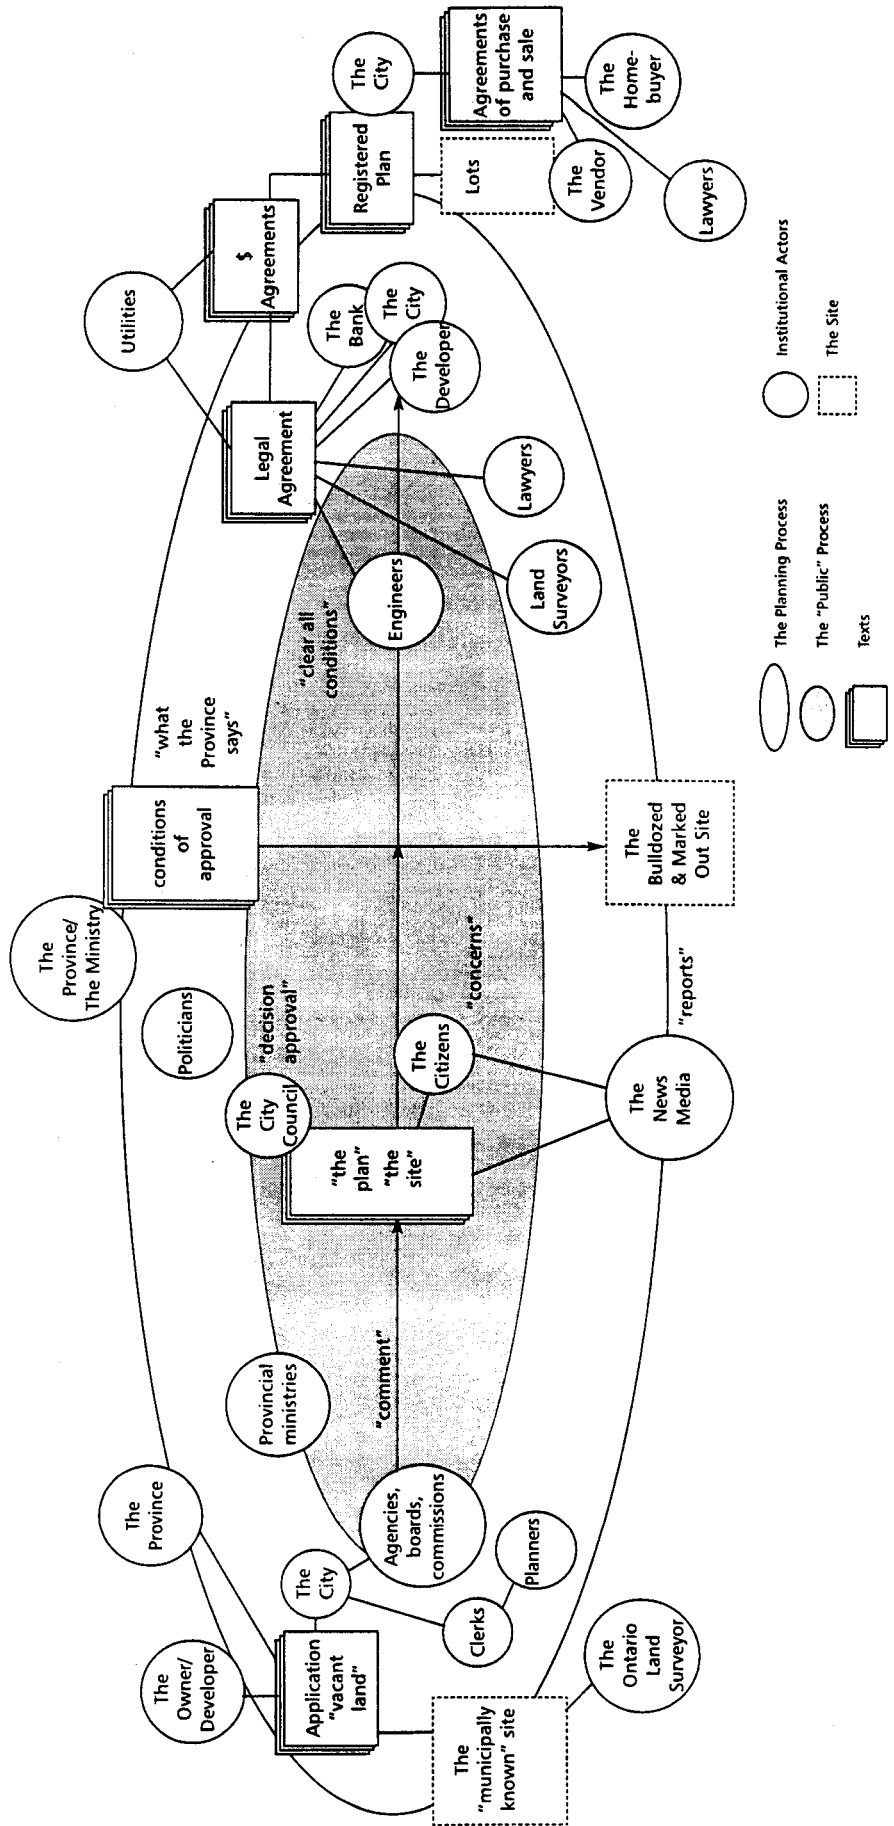 The
Owner/
Developer
The
Province
Application
"vacant
land"
The
City
Clerks
Planners
Agencies,
boards,
commissions
The
"municipally
known" site
The
Ontario
Land
Surveyor
Provincial
ministries
"comment"
The
City
Council
"the
plan"
"the
site"
The
Citizens
"decision
approval"
"concerns"
Politicians
The
News
Media
"reports"
The
Province/
The Ministry
conditions
of
approval
"what
the
Province
says"
The
Bulldozed
& Marked
Out Site
"clear all
conditions"
Engineers
Land
Surveyors
Lawyers
Legal
Agreement
Utilities
The
Bank
The
City
The
Developer
$
Agreements
Registered
Plan
Lots
The
City
Agreements
of purchase
and sale
The
Vendor
The
Home-
buyer
Lawyers
The Planning Process
The "Public" Process
Texts
Institutional Actors
The Site